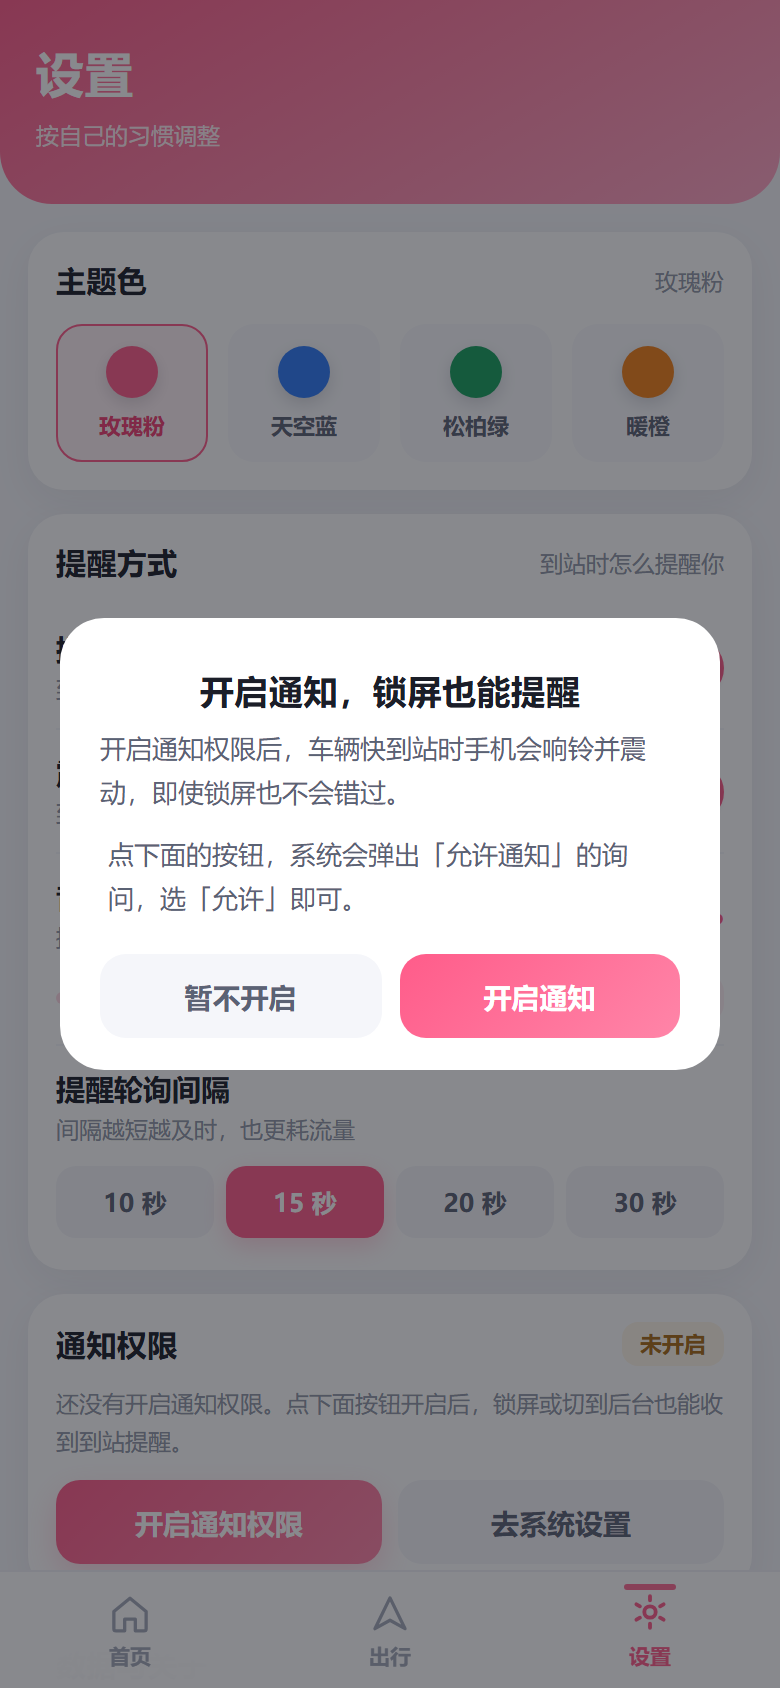 设置
按自己的习惯调整
主题色
玫瑰粉
玫瑰粉
天空蓝
松柏绿
暖橙
提醒方式
到站时怎么提醒你
开启通知，锁屏也能提醒
开启通知权限后，车辆快到站时手机会响铃并震
动，即使锁屏也不会错过。
点下面的按钮，系统会弹出「允许通知」的询
问，选「允许」即可。
暂不开启
开启通知
提醒轮询间隔
间隔越短越及时，也更耗流量
10 秒
15 秒
20 秒
30 秒
通知权限
未开启
还没有开启通知权限。点下面按钮开启后，锁屏或切到后台也能收
到到站提醒。
开启通知权限
去系统设置
首页
出行
设置